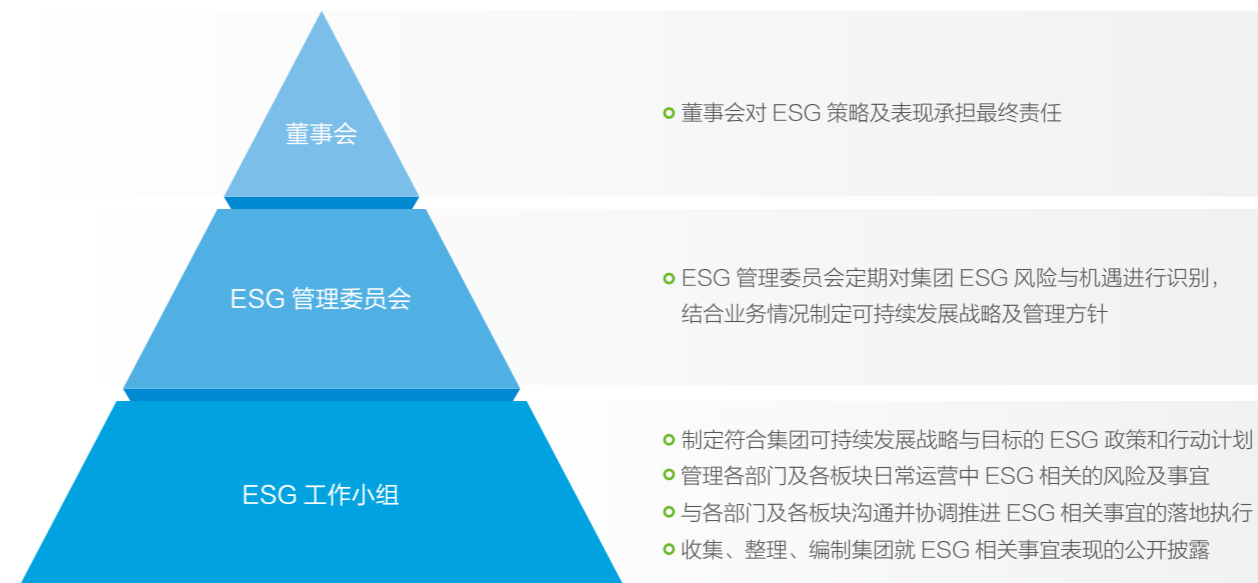 董事会
董事会对 ESG 策略及表现承担最终责任
ESG 管理委员会
ESG 管理委员会定期对集团 ESG 风险与机遇进行识别，
结合业务情况制定可持续发展战略及管理方针
ESG 工作小组
制定符合集团可持续发展战略与目标的 ESG 政策和行动计划
管理各部门及各板块日常运营中 ESG 相关的风险及事宜
与各部门及各板块沟通并协调推进 ESG 相关事宜的落地执行
收集、整理、编制集团就 ESG 相关事宜表现的公开披露